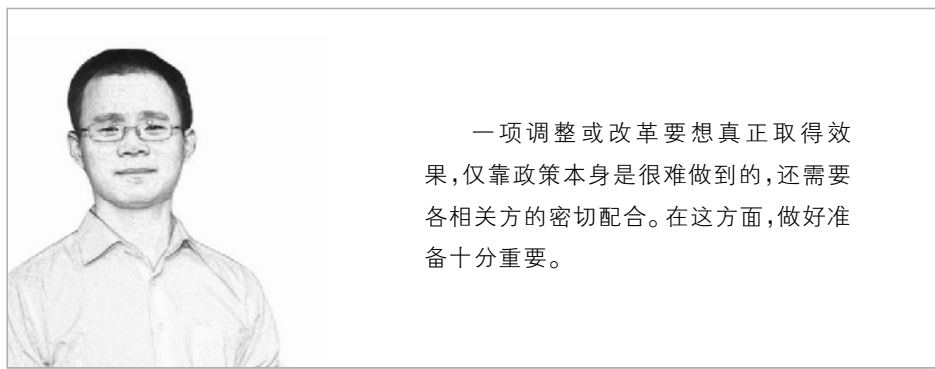 一项调整或改革要想真正取得效
果,仅靠政策本身是很难做到的,还需要
各相关方的密切配合。在这方面,做好准
备十分重要。